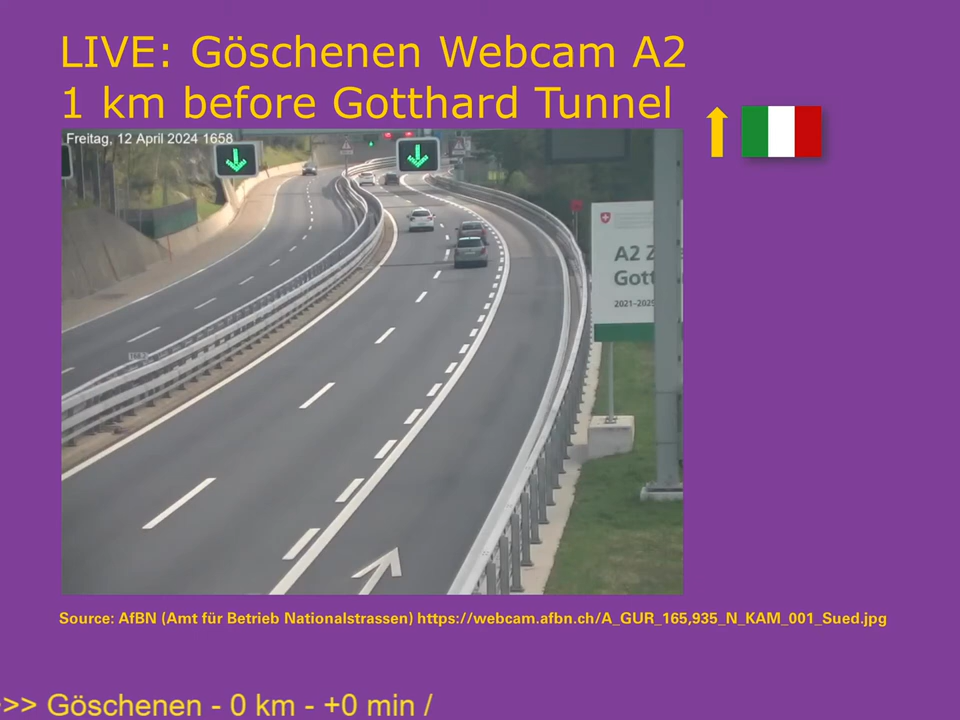 LIVE: Göschenen Webcam A2
1 km before Gotthard Tunnel
Freitag, 12 April 2024 1658
A2 Z
Gott
2021-2029
Source: AfBN (Amt für Betrieb Nationalstrassen) https://webcam.afbn.ch/A_GUR_165,935_N_KAM_001_Sued.jpg
>> Göschenen - 0 km - +0 min /